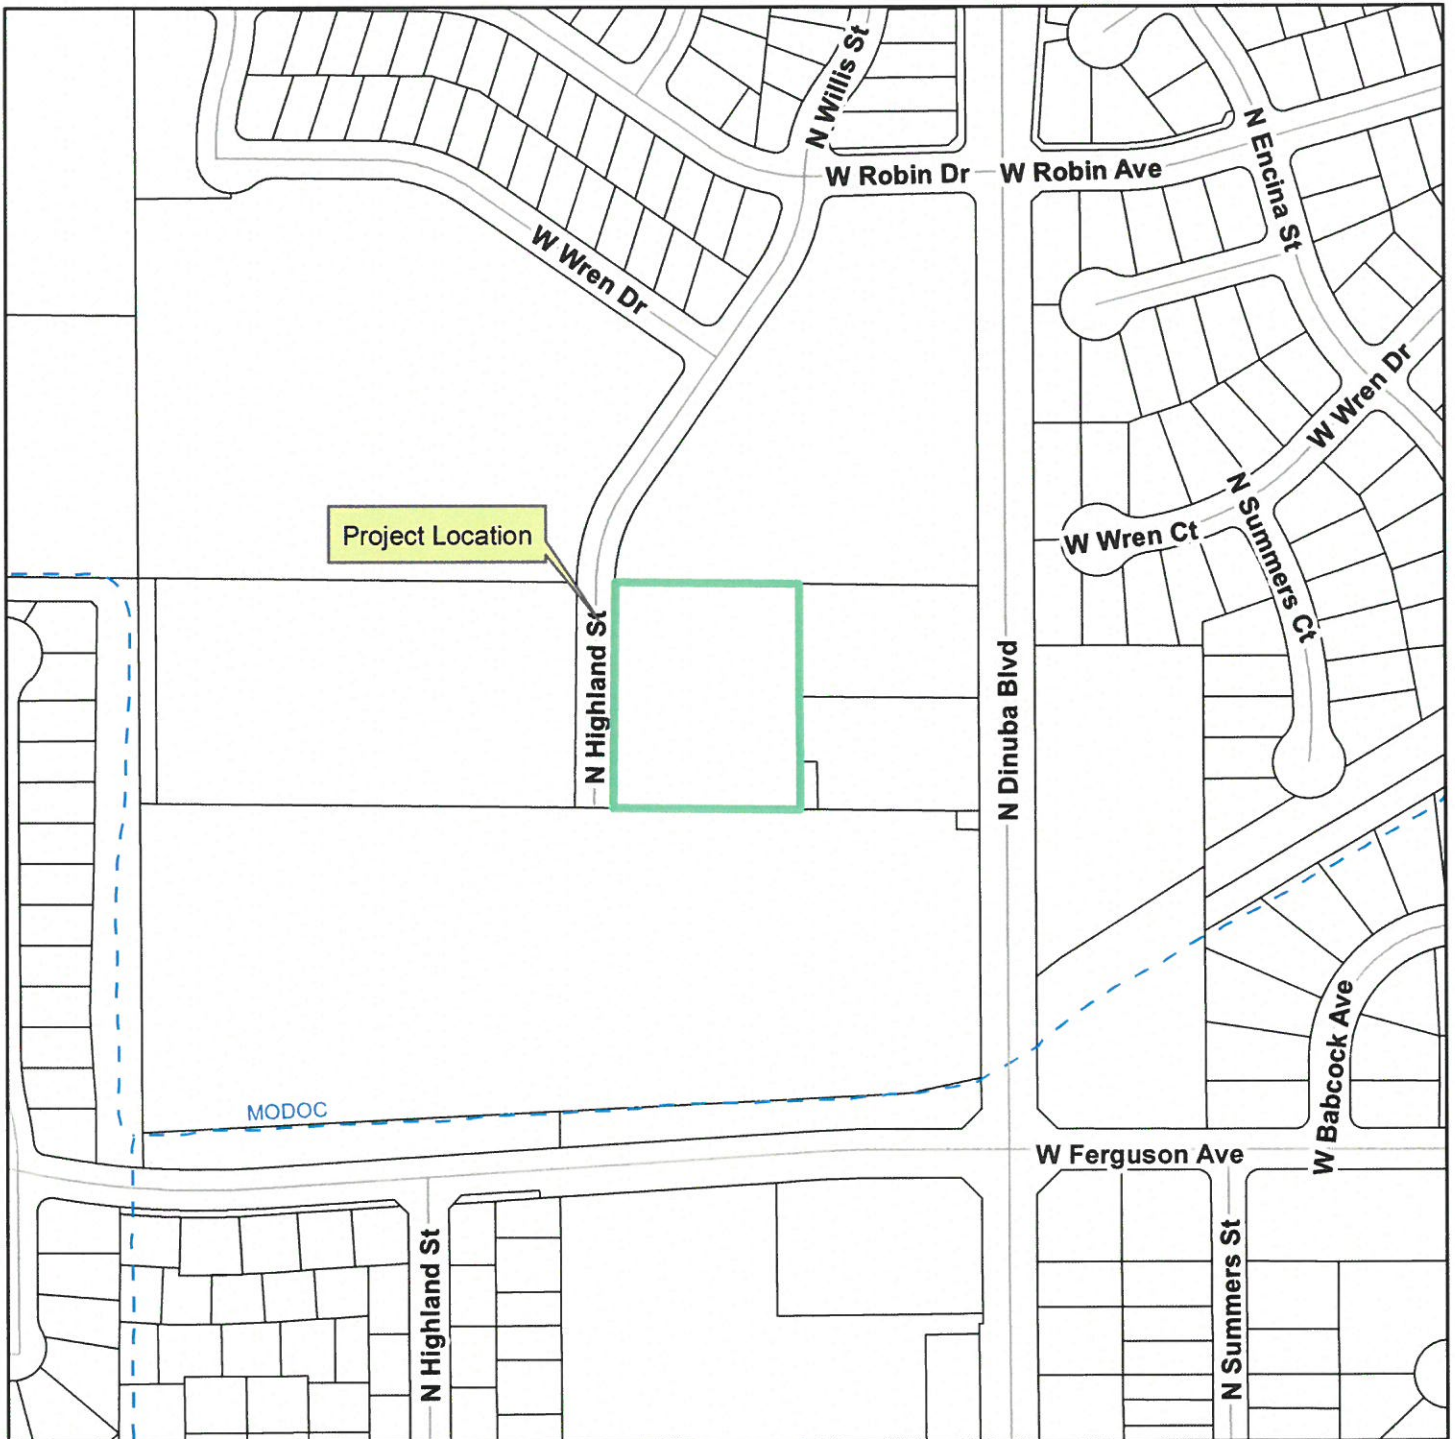 N Willis St
W Robin Dr
W Robin Ave
N Encina St
W Wren Dr
W Wren Dr
Project Location
W Wren Ct
N Summers Ct
N Highland St
N Dinuba Blvd
MODOC
W Babcock Ave
W Ferguson Ave
N Highland St
N Summers St